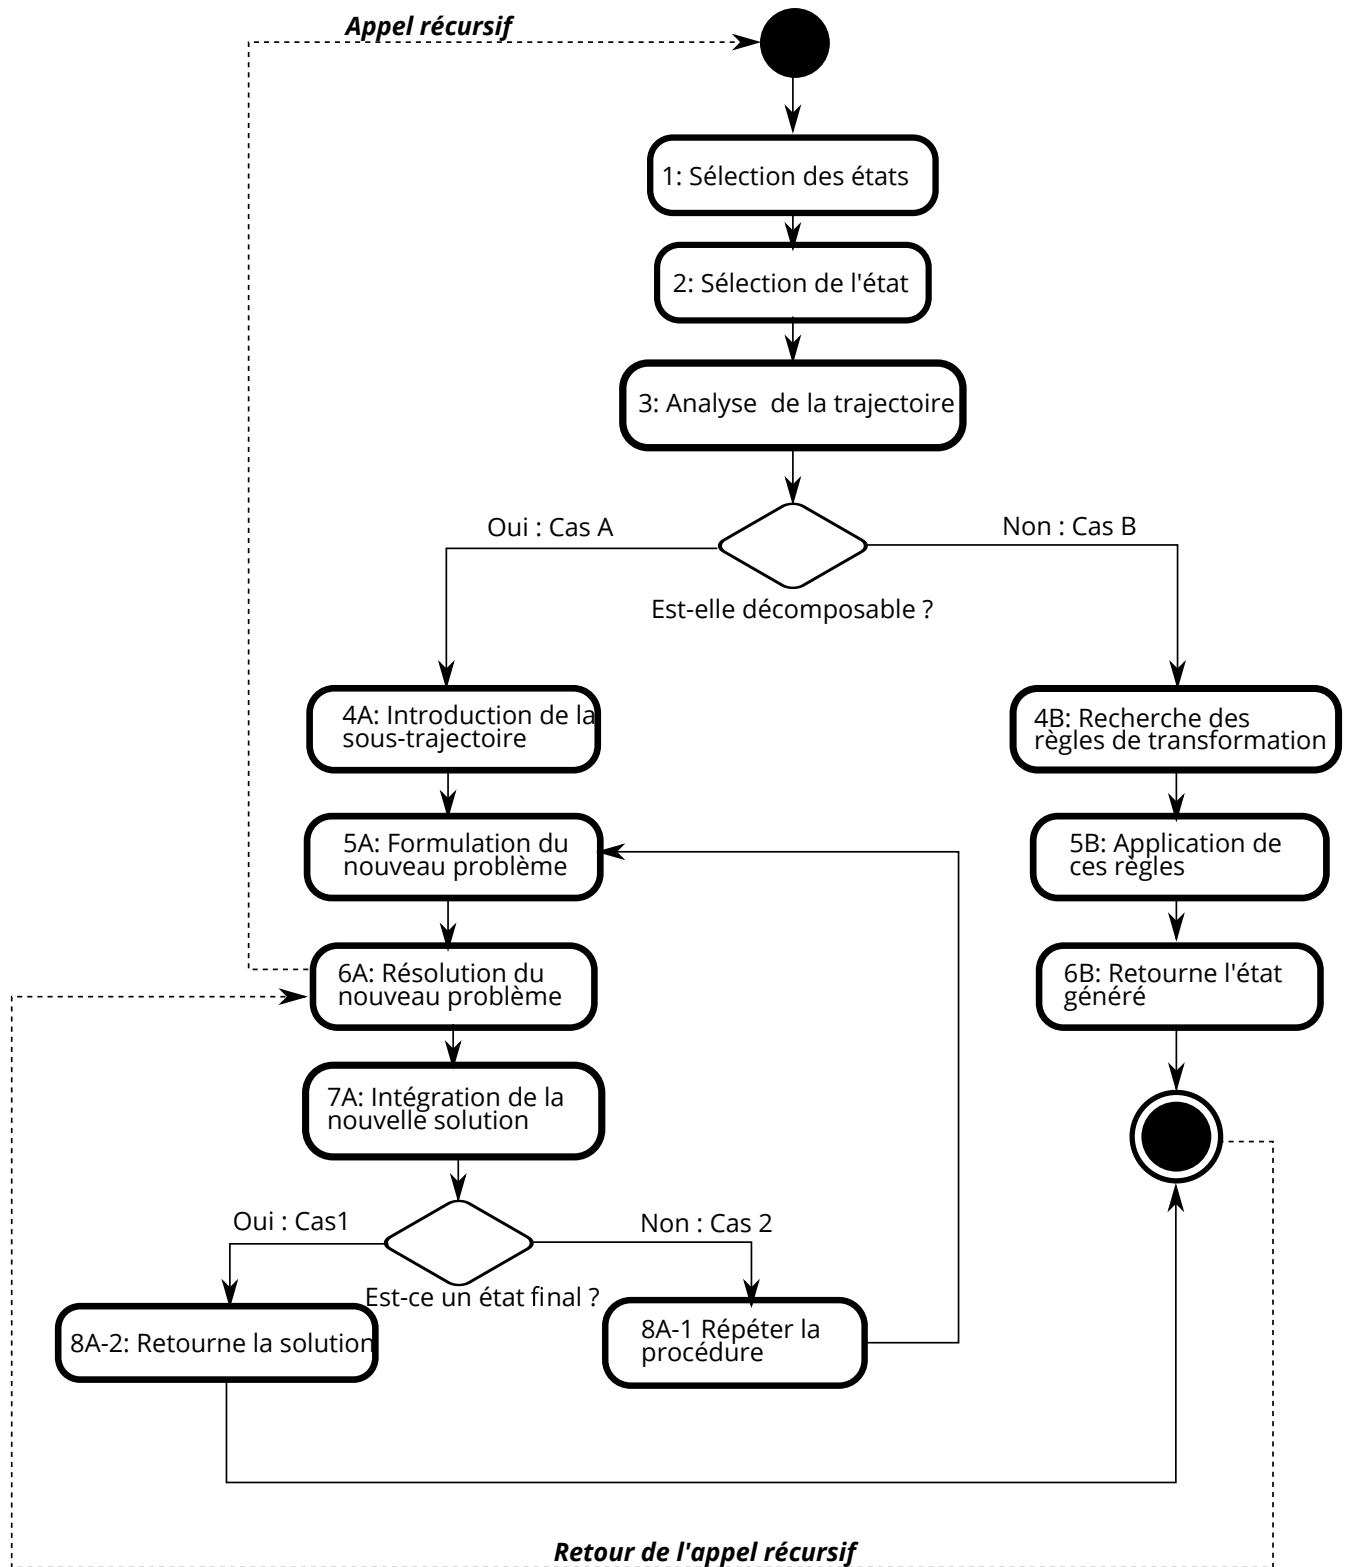 Appel récursif
1: Sélection des états
2: Sélection de l'état
3: Analyse  de la trajectoire
Oui : Cas A
Non : Cas B
Est-elle décomposable ?
4A: Introduction de la
sous-trajectoire
4B: Recherche des
règles de transformation
5A: Formulation du
nouveau problème
5B: Application de
ces règles
6A: Résolution du
nouveau problème
6B: Retourne l'état
généré
7A: Intégration de la
nouvelle solution
Oui : Cas1
Non : Cas 2
Est-ce un état final ?
8A-2: Retourne la solution
8A-1 Répéter la
procédure
Retour de l'appel récursif